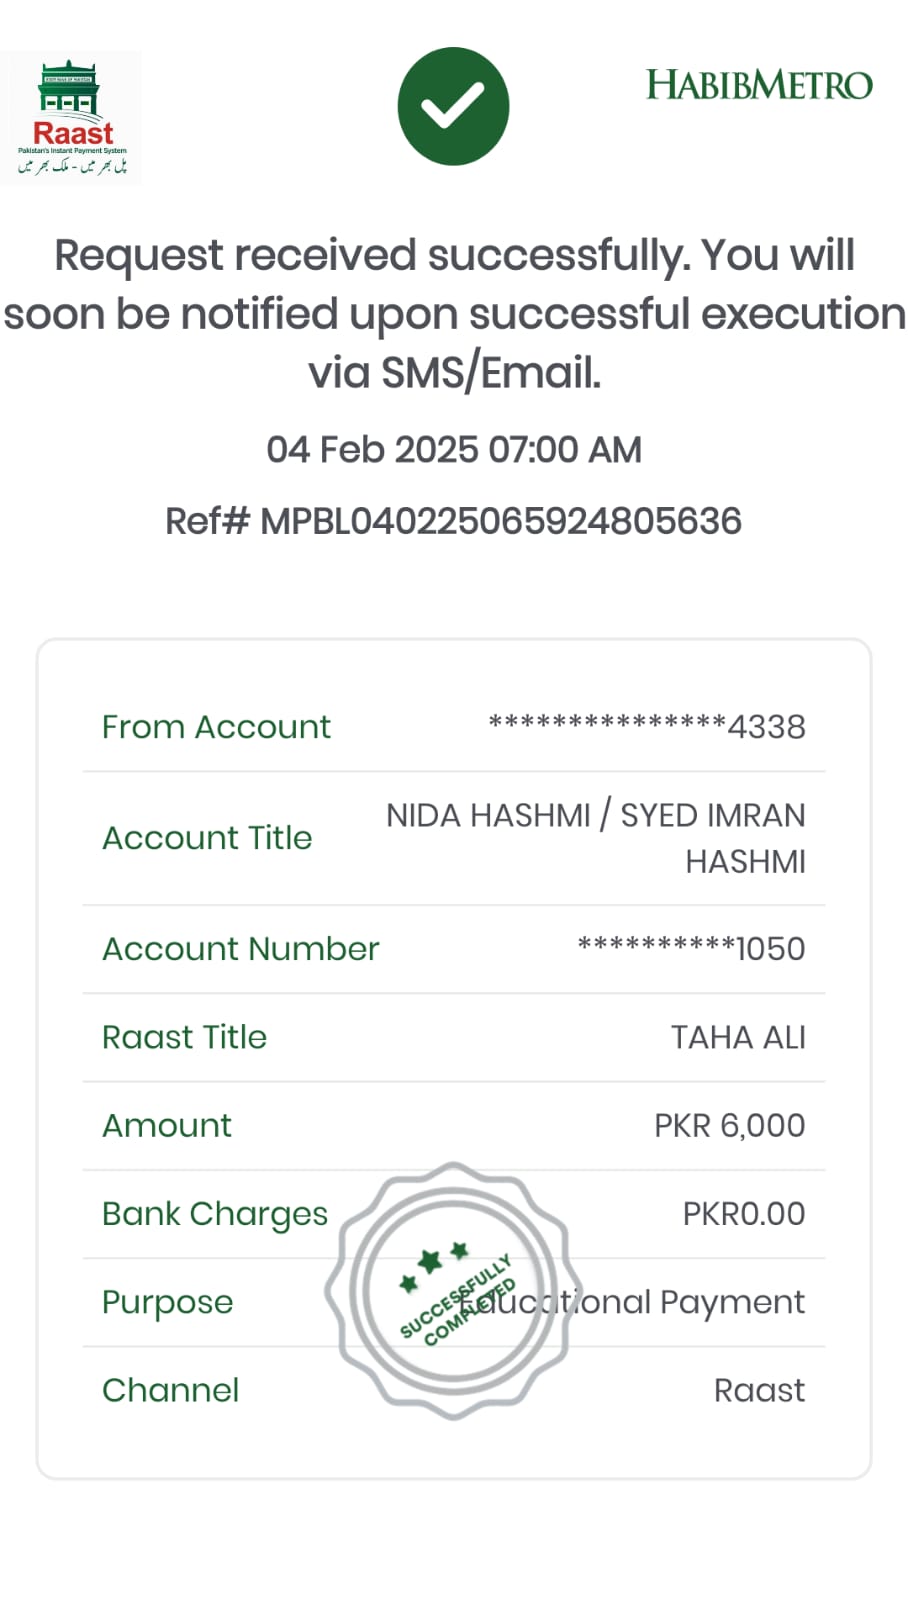 STATE BANK OF PAKISTAN
Raast
Pakistan's Instant Payment System
پل بھر میں - ملک بھر میں
HABIBMETRO
Request received successfully. You will
soon be notified upon successful execution
via SMS/Email.
04 Feb 2025 07:00 AM
Ref# MPBL040225065924805636
From Account ***************4338
Account Title NIDA HASHMI / SYED IMRAN
HASHMI
Account Number **********1050
Raast Title TAHA ALI
Amount PKR 6,000
Bank Charges PKR0.00
Purpose Educational Payment
Channel Raast
SUCCESSFULLY
COMPLETED